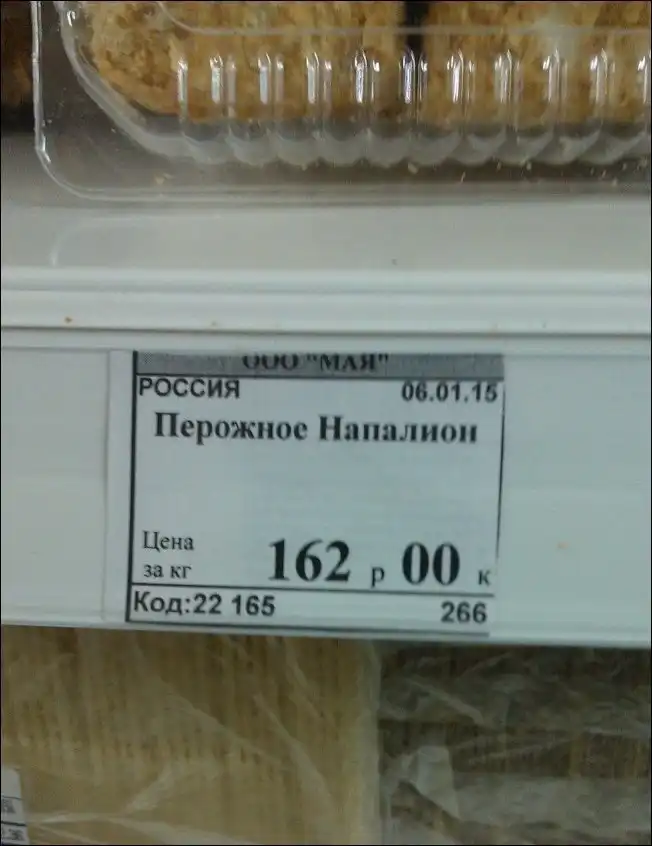 ООО "МАЯ"
РОССИЯ 06.01.15
Перожное Напалион
Цена
за кг 162 р 00 к
Код:22 165 266